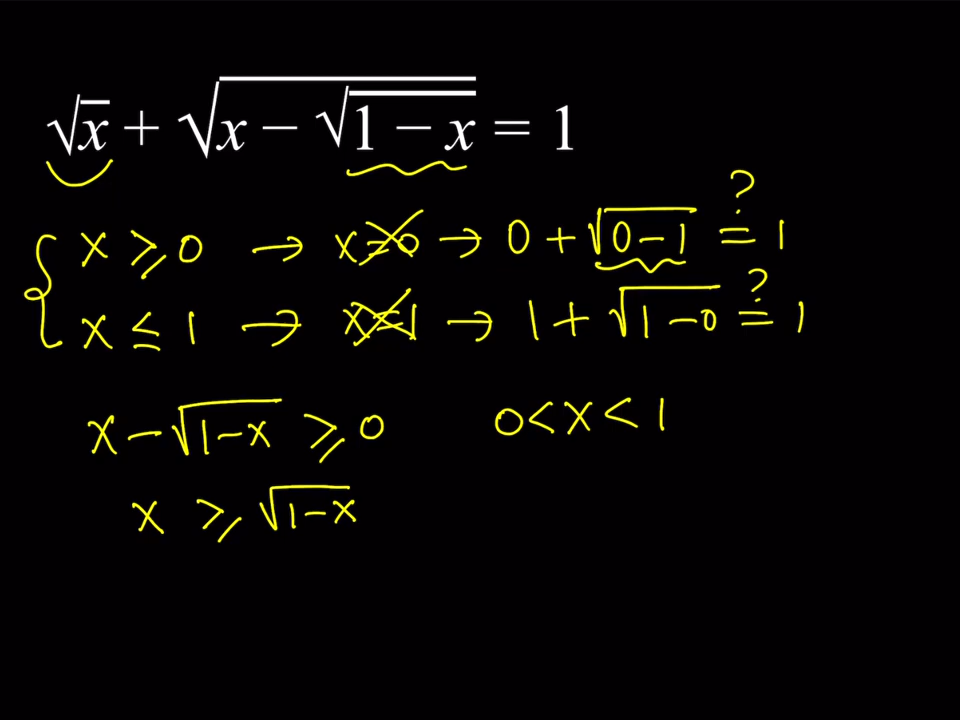 √x + √(x − √(1 − x)) = 1
{ x ⩾ 0 → x=0 → 0 + √(0−1) ?= 1
x ≤ 1 → x=1 → 1 + √(1−0) ?= 1
x − √(1−x) ⩾ 0 0<x<1
x ⩾ √(1−x)